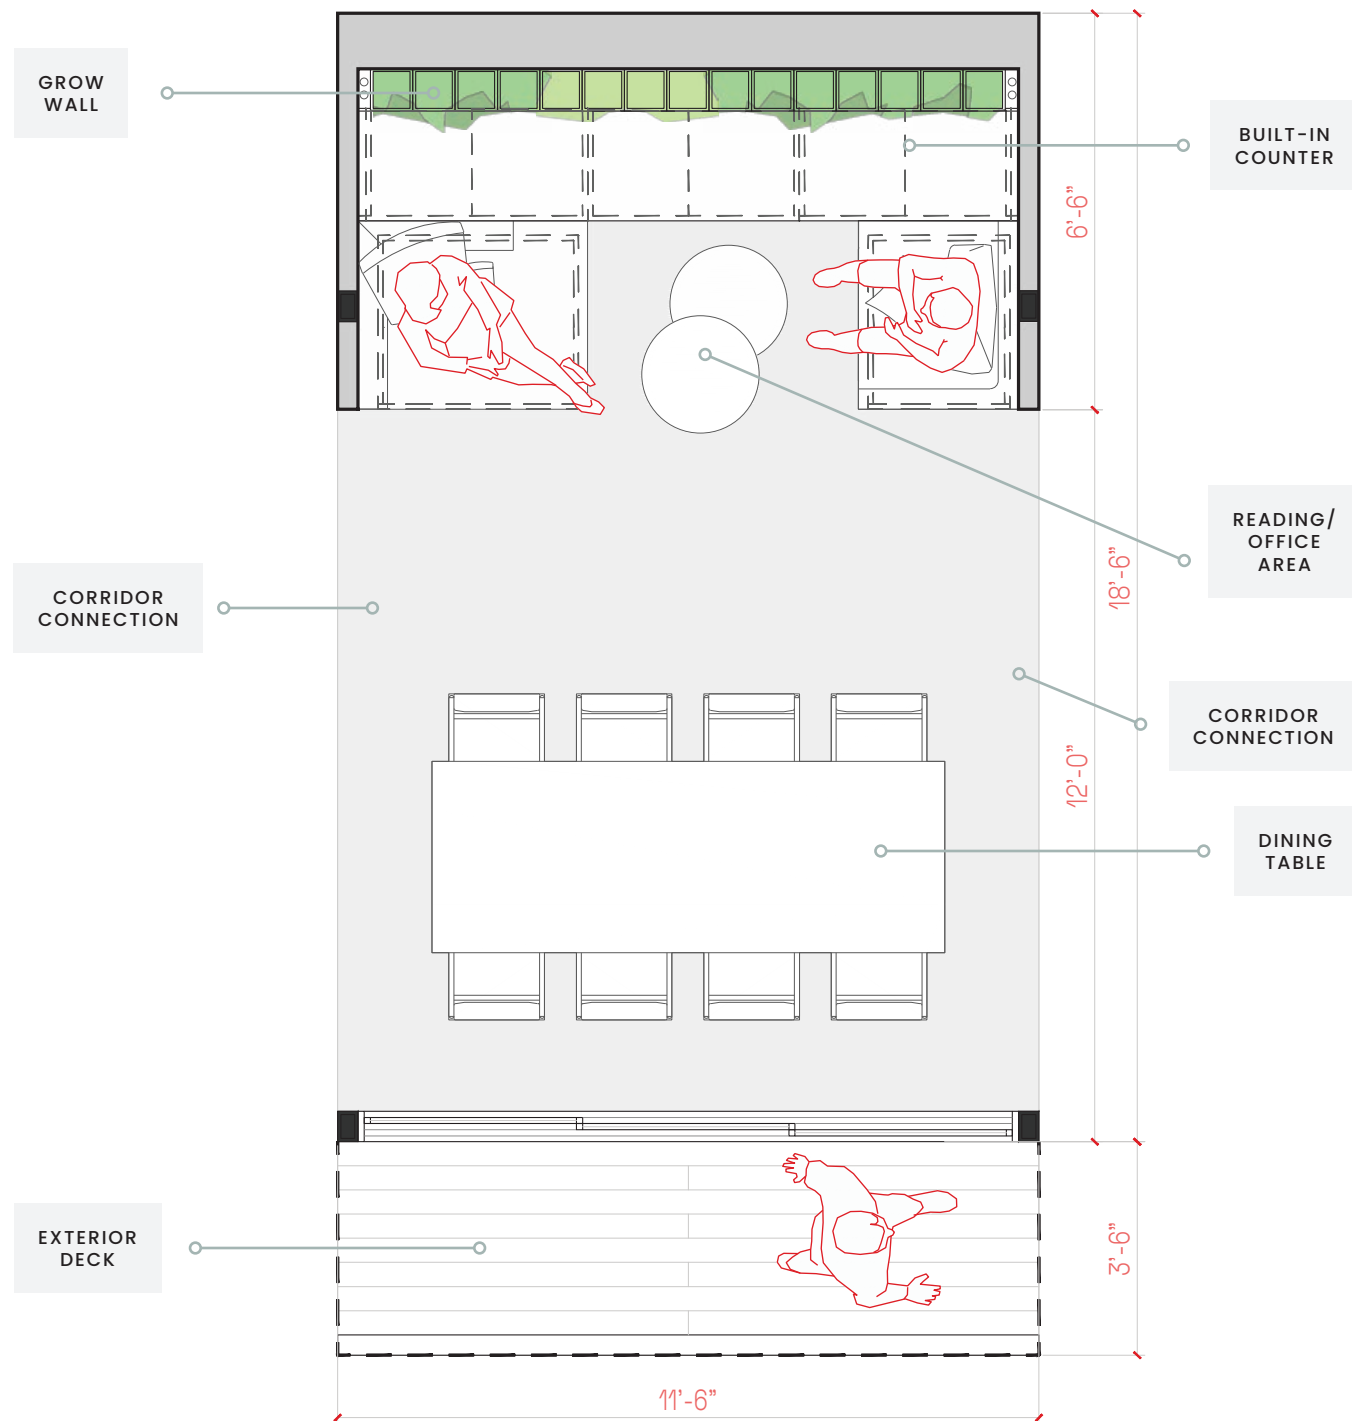 GROW
WALL
BUILT-IN
COUNTER
6'-6"
READING/
OFFICE
AREA
18'-6"
CORRIDOR
CONNECTION
CORRIDOR
CONNECTION
12'-0"
DINING
TABLE
EXTERIOR
DECK
3'-6"
11'-6"